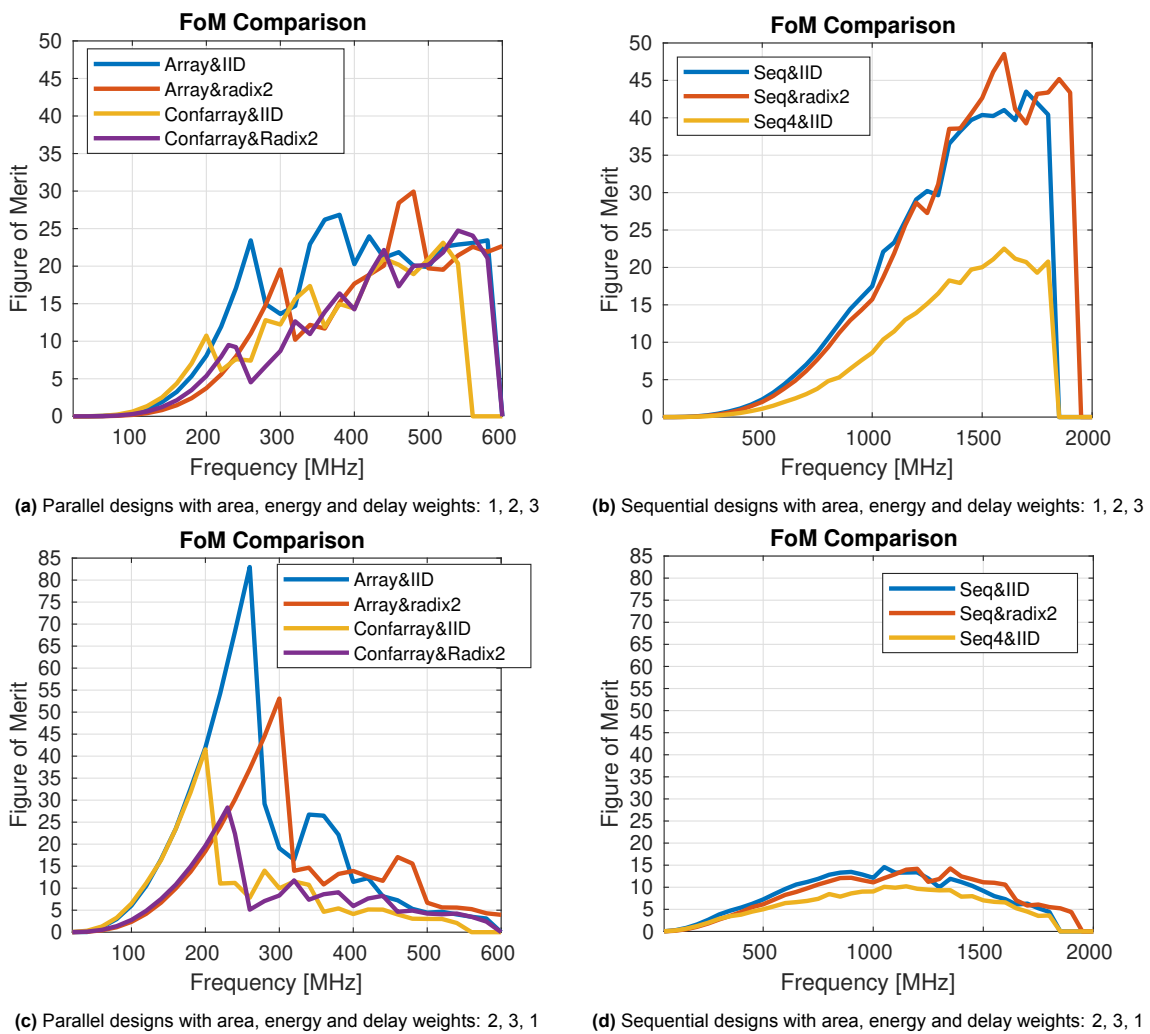 FoM Comparison
50
45
40
35
30
25
20
15
10
5
0
Figure of Merit
Array&IID
Array&radix2
Confarray&IID
Confarray&Radix2
100 200 300 400 500 600
Frequency [MHz]
(a) Parallel designs with area, energy and delay weights: 1, 2, 3
FoM Comparison
50
45
40
35
30
25
20
15
10
5
0
Figure of Merit
Seq&IID
Seq&radix2
Seq4&IID
500 1000 1500 2000
Frequency [MHz]
(b) Sequential designs with area, energy and delay weights: 1, 2, 3
FoM Comparison
85
80
75
70
65
60
55
50
45
40
35
30
25
20
15
10
5
0
Figure of Merit
Array&IID
Array&radix2
Confarray&IID
Confarray&Radix2
100 200 300 400 500 600
Frequency [MHz]
(c) Parallel designs with area, energy and delay weights: 2, 3, 1
FoM Comparison
85
80
75
70
65
60
55
50
45
40
35
30
25
20
15
10
5
0
Figure of Merit
Seq&IID
Seq&radix2
Seq4&IID
500 1000 1500 2000
Frequency [MHz]
(d) Sequential designs with area, energy and delay weights: 2, 3, 1